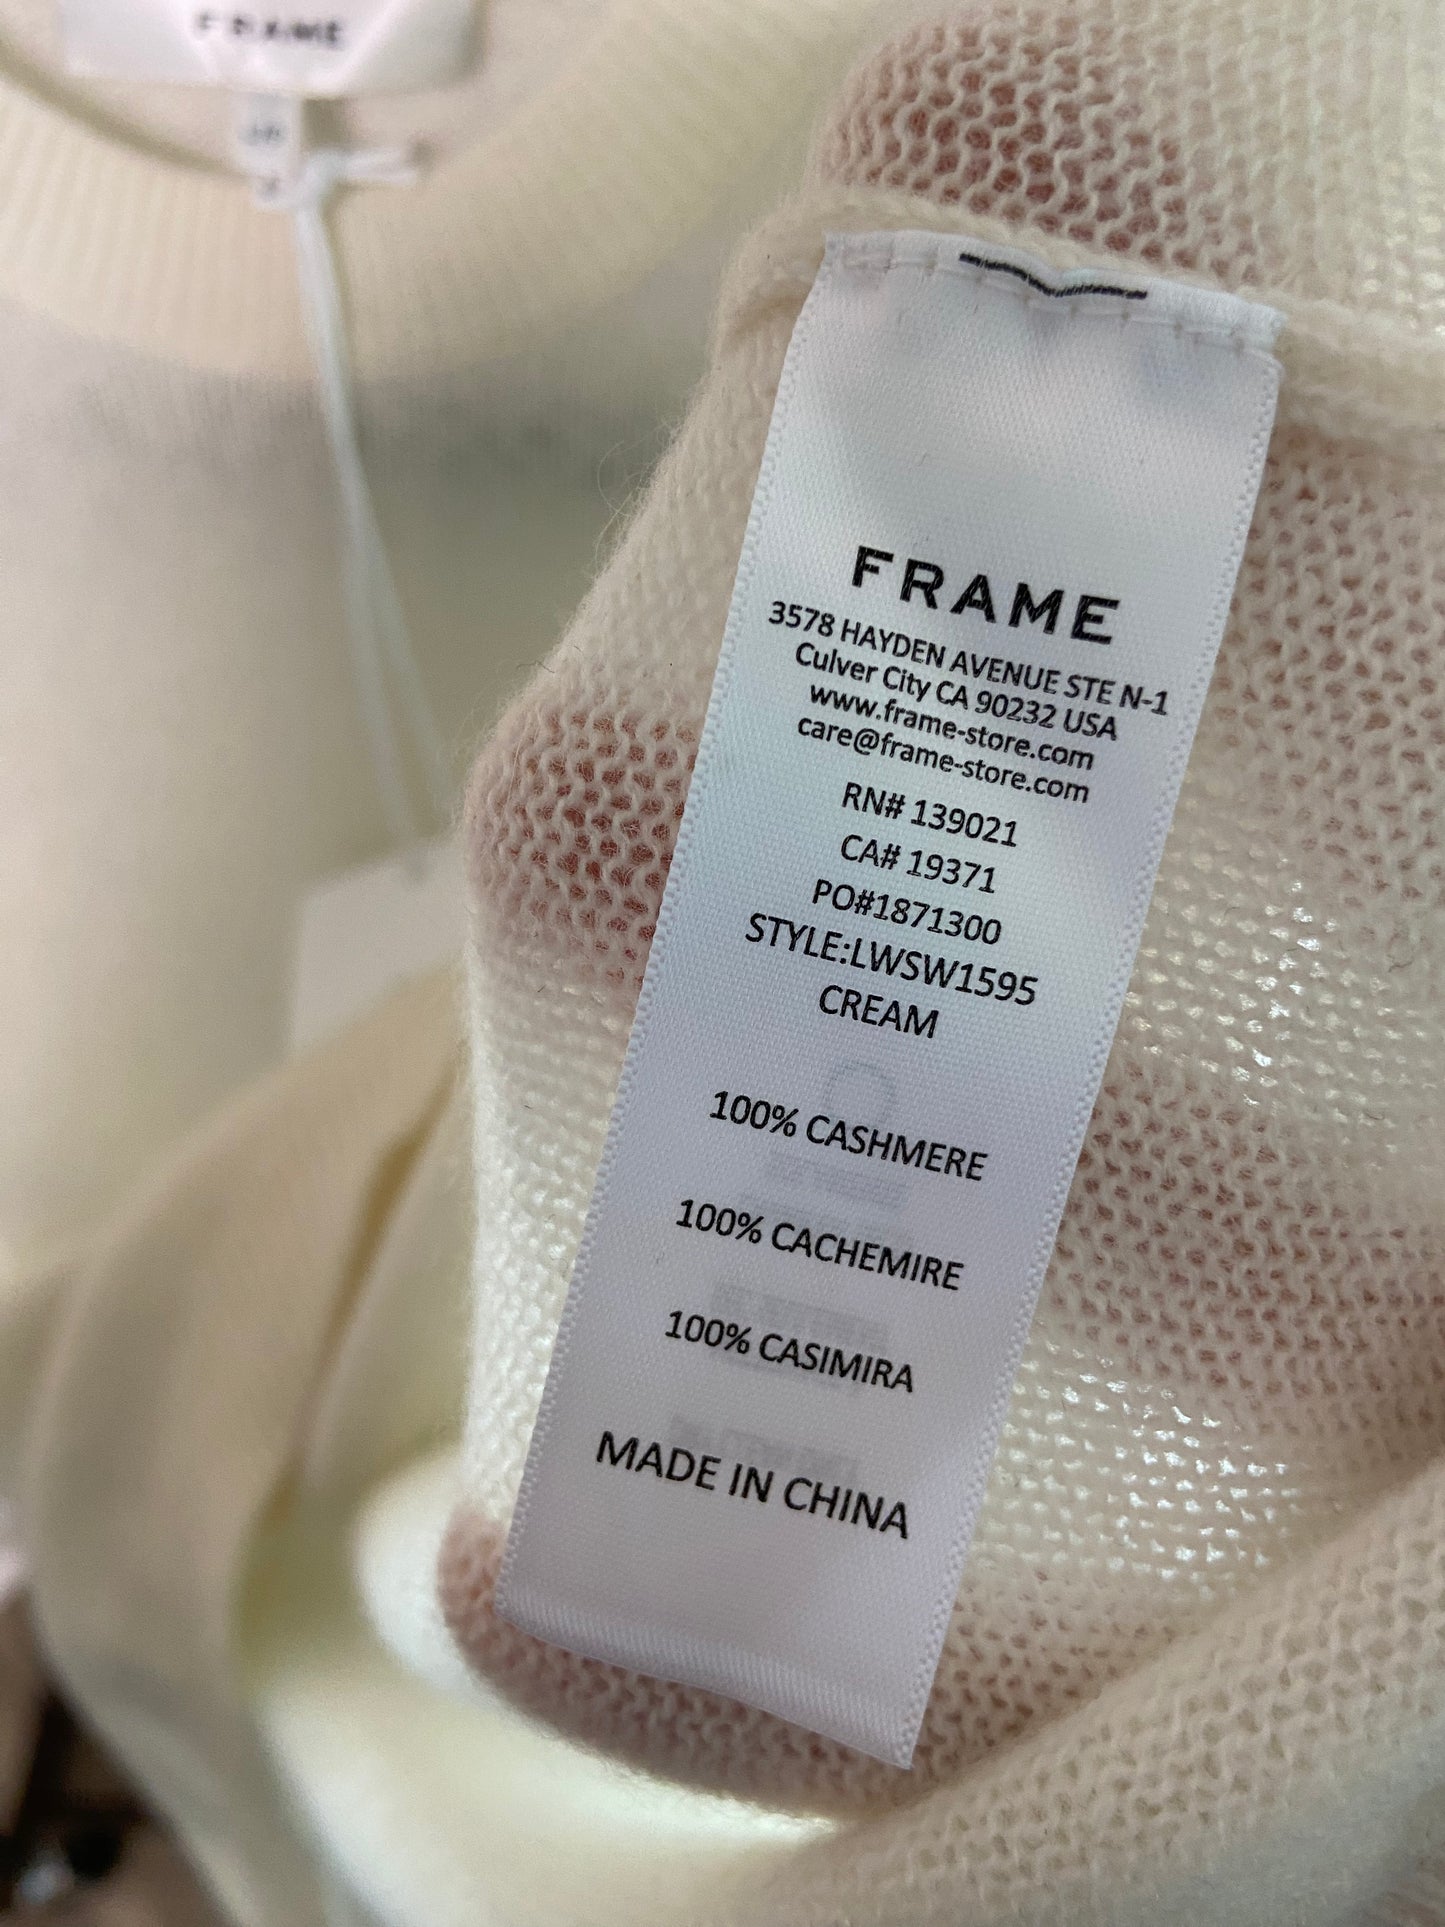 FRAME
FRAME
3578 HAYDEN AVENUE STE N-1
Culver City CA 90232 USA
www.frame-store.com
care@frame-store.com
RN# 139021
CA# 19371
PO#1871300
STYLE:LWSW1595
CREAM
100% CASHMERE
100% CACHEMIRE
100% CASIMIRA
MADE IN CHINA